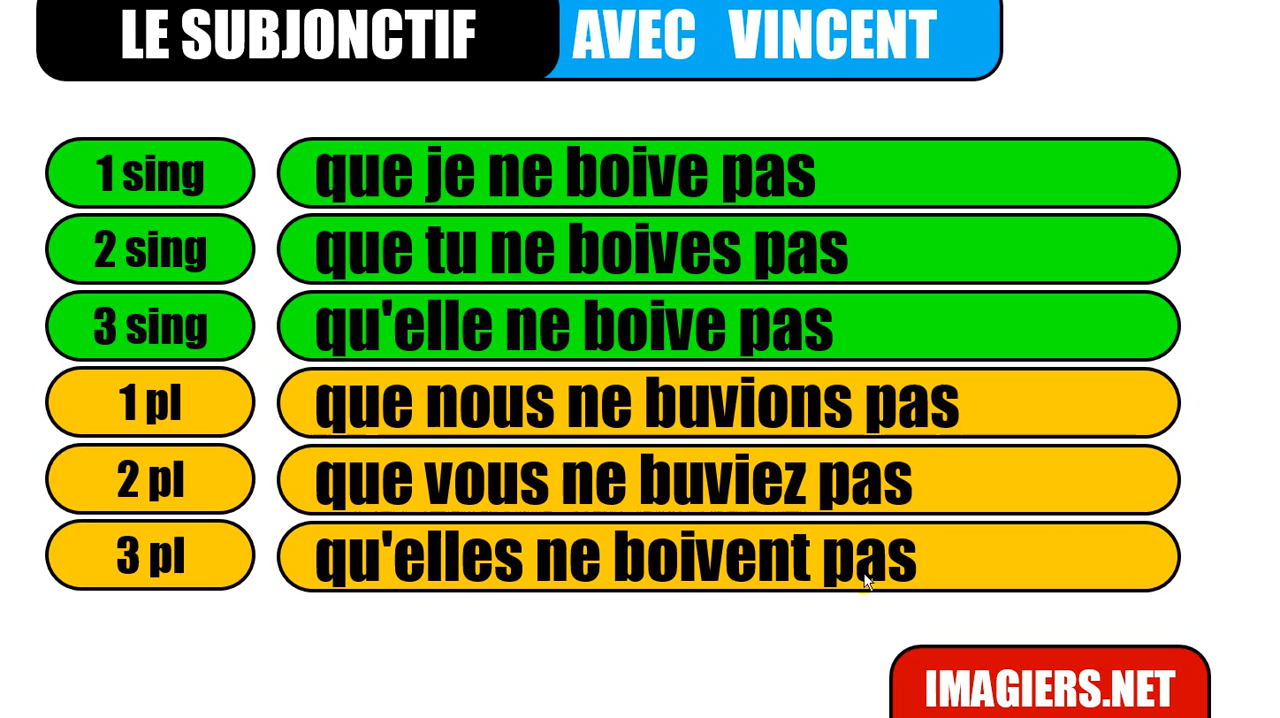 LE SUBJONCTIF AVEC VINCENT
1 sing que je ne boive pas
2 sing que tu ne boives pas
3 sing qu'elle ne boive pas
1 pl que nous ne buvions pas
2 pl que vous ne buviez pas
3 pl qu'elles ne boivent pas
IMAGIERS.NET